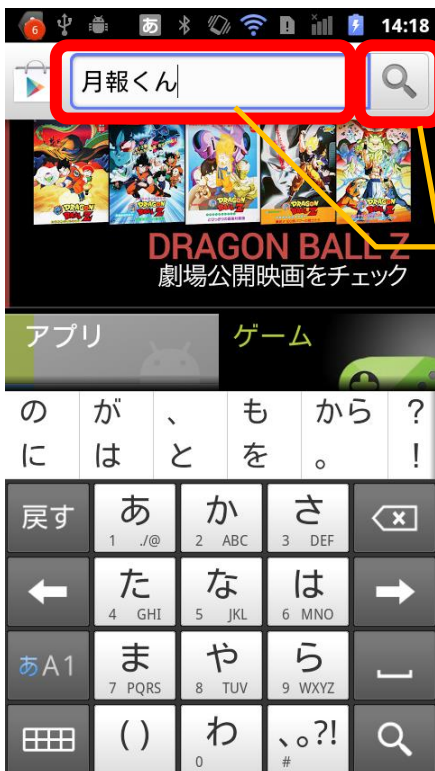 6 あ 14:18
月報くん
DRAGON BALL Z
劇場公開映画をチェック
アプリ ゲーム
の が 、 も から ?
に は と を 。 !
戻す あ か さ
1 ./@ 2 ABC 3 DEF
た な は
4 GHI 5 JKL 6 MNO
あA1 ま や ら
7 PQRS 8 TUV 9 WXYZ
() わ 、。?!
0 #